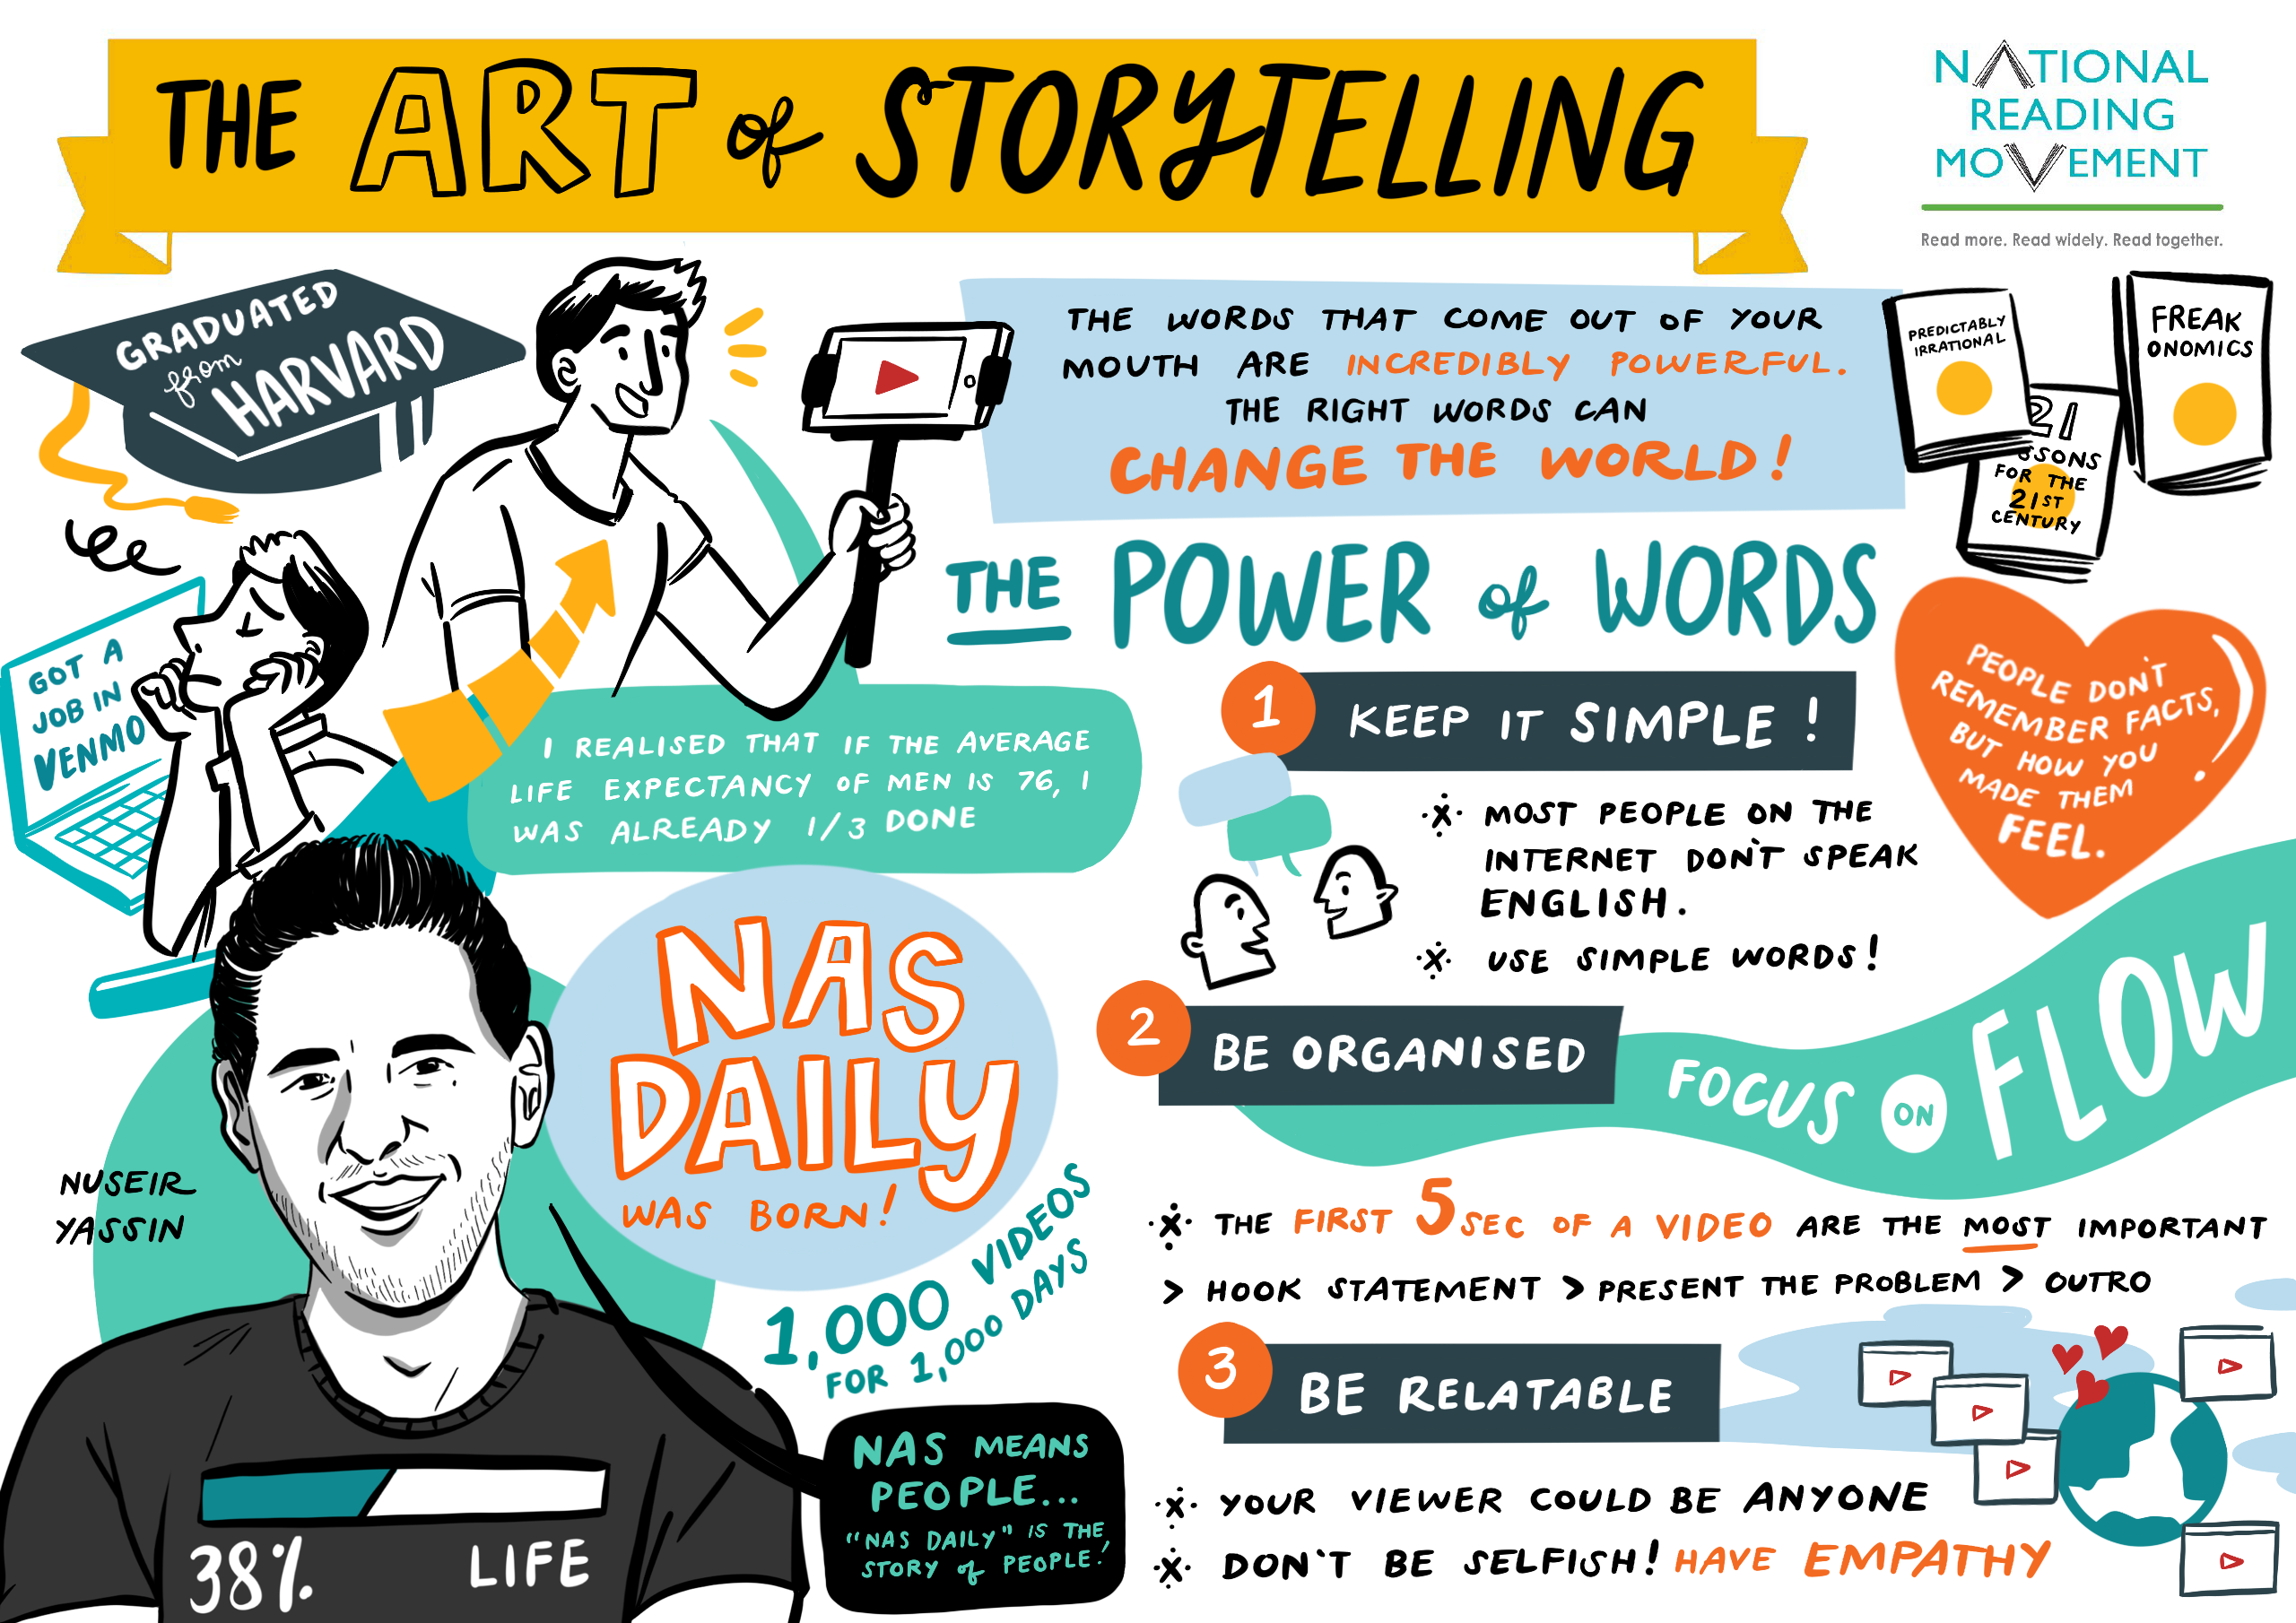 THE ART of STORYTELLING
NATIONAL
READING
MOVEMENT
Read more. Read widely. Read together.
GRADUATED
from
HARVARD
GOT A
JOB IN
VENMO
I REALISED THAT IF THE AVERAGE
LIFE EXPECTANCY OF MEN IS 76, I
WAS ALREADY 1/3 DONE
NAS
DAILY
WAS BORN!
1,000 VIDEOS
FOR 1,000 DAYS
NUSEIR
YASSIN
38% LIFE
NAS MEANS
PEOPLE...
"NAS DAILY" IS THE
STORY of PEOPLE!
THE WORDS THAT COME OUT OF YOUR
MOUTH ARE INCREDIBLY POWERFUL.
THE RIGHT WORDS CAN
CHANGE THE WORLD!
PREDICTABLY
IRRATIONAL
21
SSONS
FOR THE
21ST
CENTURY
FREAK
ONOMICS
THE POWER of WORDS
1 KEEP IT SIMPLE!
MOST PEOPLE ON THE
INTERNET DON'T SPEAK
ENGLISH.
USE SIMPLE WORDS!
PEOPLE DON'T
REMEMBER FACTS,
BUT HOW YOU
MADE THEM
FEEL.
2 BE ORGANISED
FOCUS ON FLOW
THE FIRST 5 SEC OF A VIDEO ARE THE MOST IMPORTANT
> HOOK STATEMENT > PRESENT THE PROBLEM > OUTRO
3 BE RELATABLE
YOUR VIEWER COULD BE ANYONE
DON'T BE SELFISH! HAVE EMPATHY